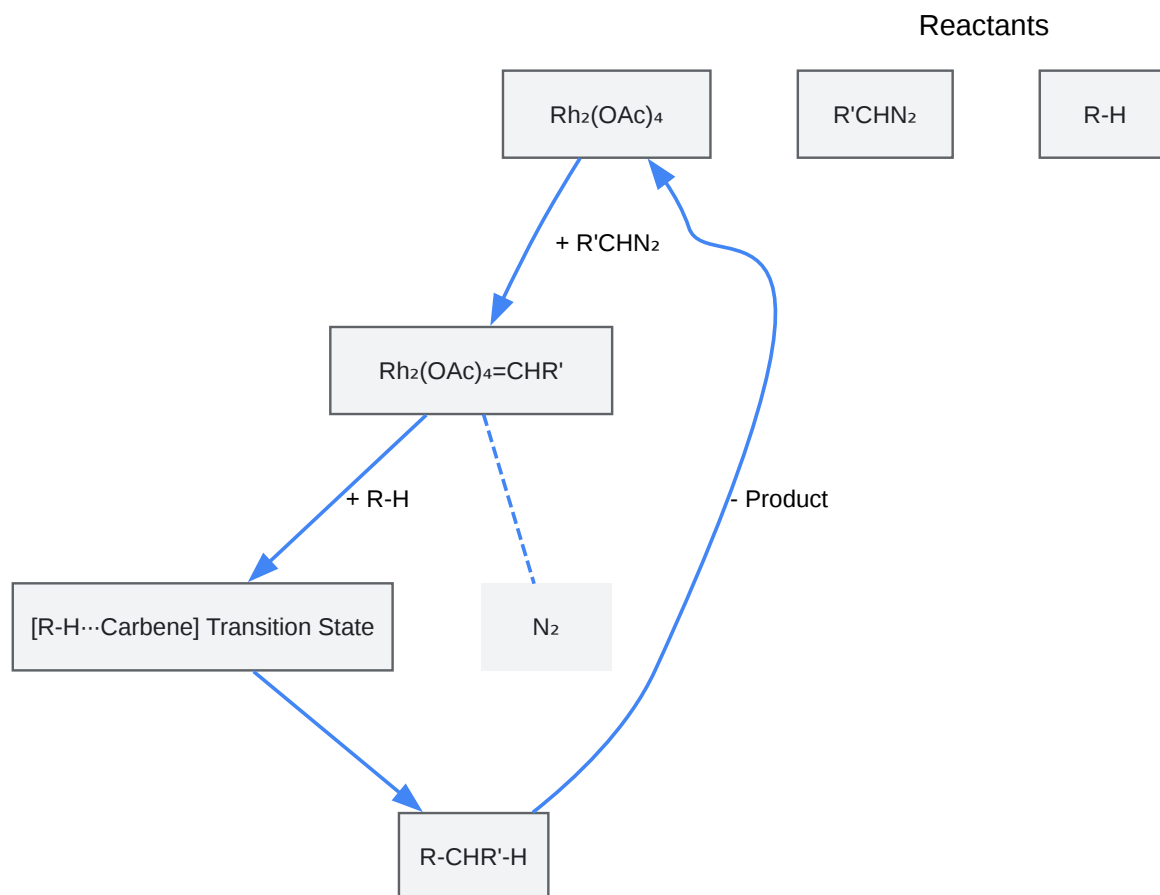 Reactants
Rh₂(OAc)₄
R'CHN₂
R-H
+ R'CHN₂
Rh₂(OAc)₄=CHR'
+ R-H
- Product
[R-H···Carbene] Transition State
N₂
R-CHR'-H